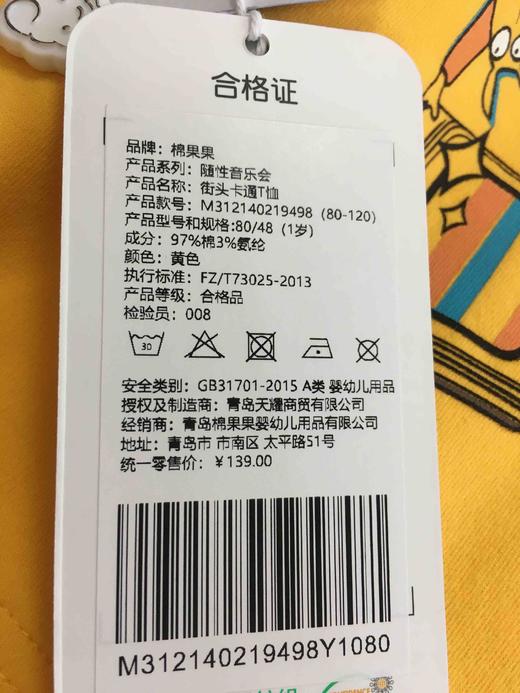 合格证
品牌：棉果果
产品系列：随性音乐会
产品名称：街头卡通T恤
产品款号：M312140219498（80-120）
产品型号和规格:80/48（1岁）
成分：97%棉3%氨纶
颜色：黄色
执行标准：FZ/T73025-2013
产品等级：合格品
检验员：008
30
安全类别：GB31701-2015 A类 婴幼儿用品
授权及制造商：青岛天耀商贸有限公司
经销商：青岛棉果果婴幼儿用品有限公司
地址：青岛市 市南区 太平路51号
统一零售价：￥139.00
M312140219498Y1080